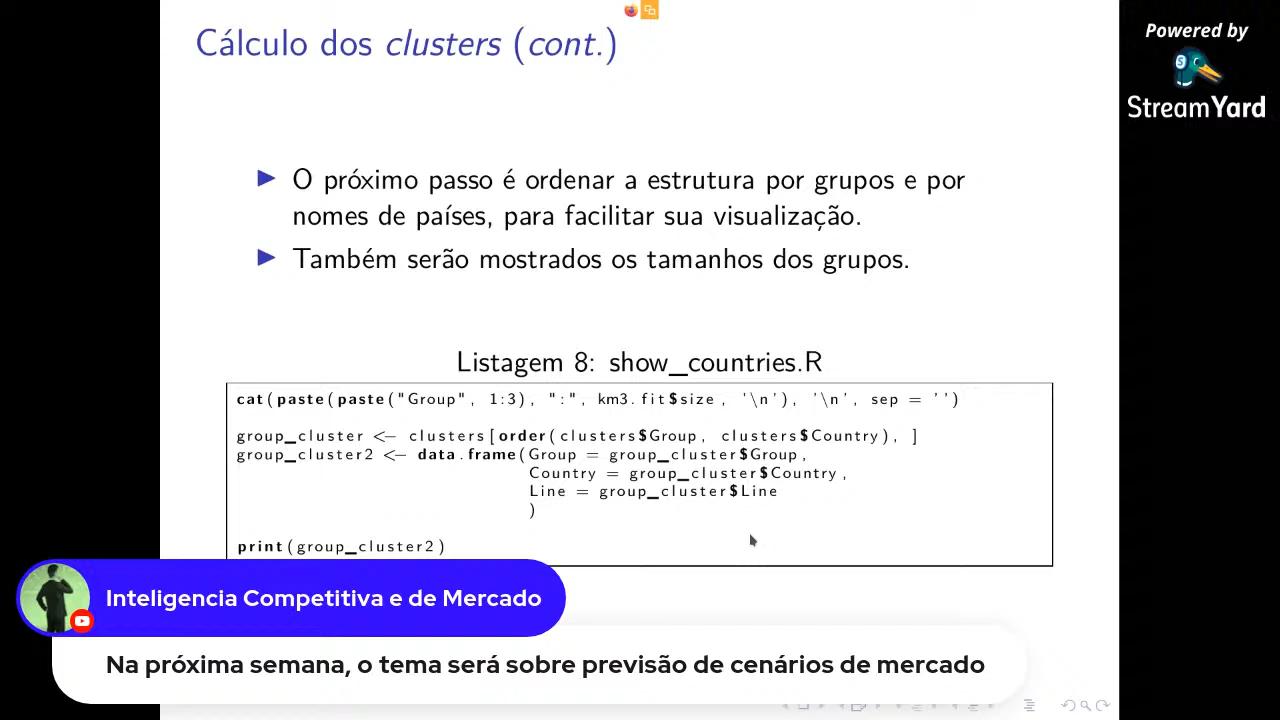 Cálculo dos clusters (cont.)
Powered by
StreamYard
▶ O próximo passo é ordenar a estrutura por grupos e por
nomes de países, para facilitar sua visualização.
▶ Também serão mostrados os tamanhos dos grupos.
Listagem 8: show_countries.R
cat(paste(paste("Group", 1:3), ":", km3.fit$size, '\n'), '\n', sep = '')
group_cluster <- clusters[order(clusters$Group, clusters$Country), ]
group_cluster2 <- data.frame(Group = group_cluster$Group,
Country = group_cluster$Country,
Line = group_cluster$Line
)
print(group_cluster2)
Inteligencia Competitiva e de Mercado
Na próxima semana, o tema será sobre previsão de cenários de mercado